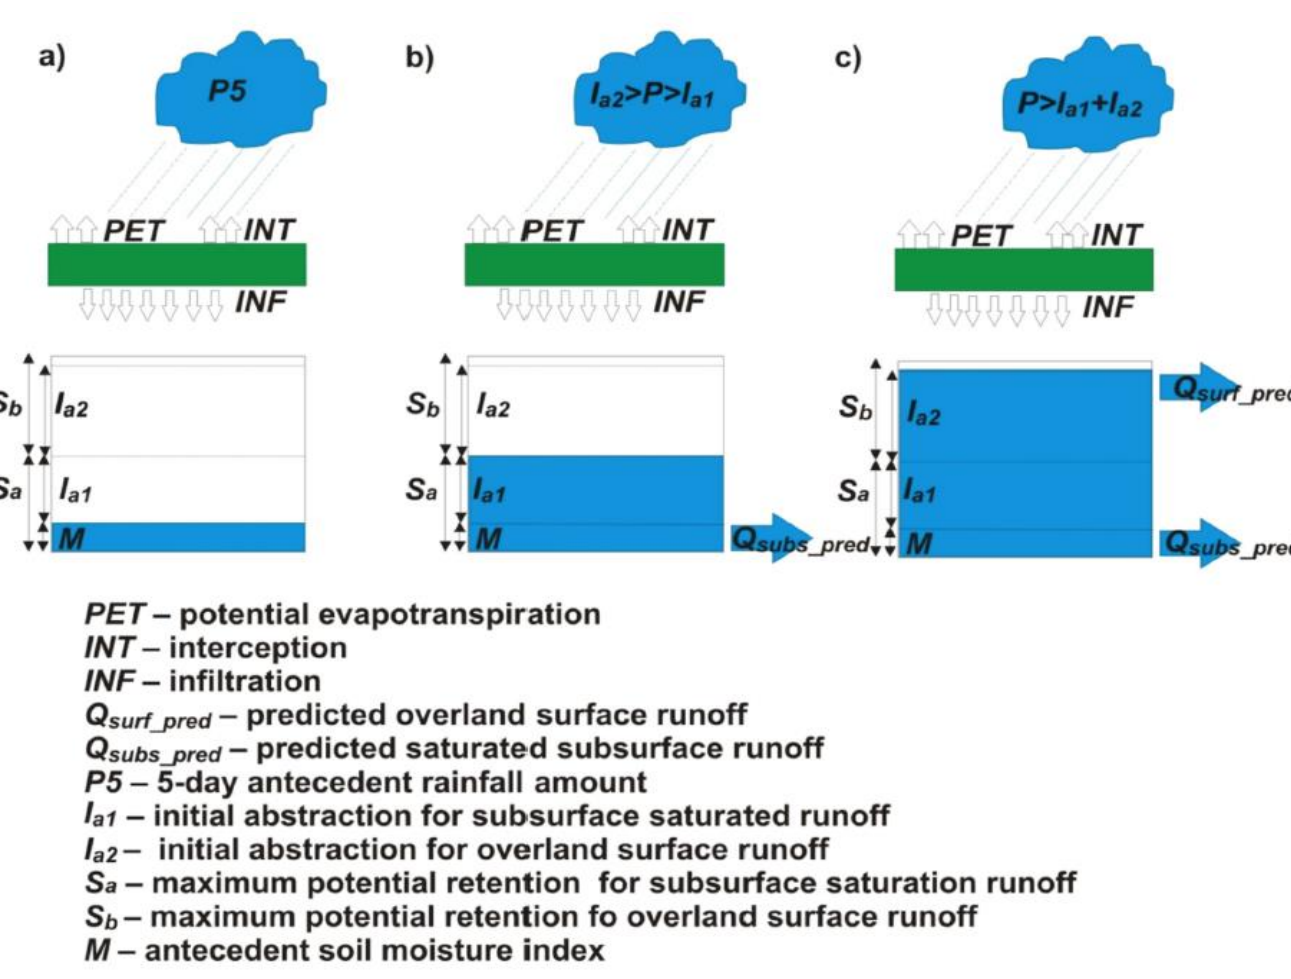 a) b) c)
P5 Ia2>P>Ia1 P>Ia1+Ia2
PET INT PET INT PET INT
INF INF INF
Sb Ia2 Sb Ia2 Sb Ia2 Qsurf_pred
Sa Ia1 Sa Ia1 Sa Ia1
M M Qsubs_pred M Qsubs_pred
PET – potential evapotranspiration
INT – interception
INF – infiltration
Qsurf_pred – predicted overland surface runoff
Qsubs_pred – predicted saturated subsurface runoff
P5 – 5-day antecedent rainfall amount
Ia1 – initial abstraction for subsurface saturated runoff
Ia2 – initial abstraction for overland surface runoff
Sa – maximum potential retention for subsurface saturation runoff
Sb – maximum potential retention fo overland surface runoff
M – antecedent soil moisture index